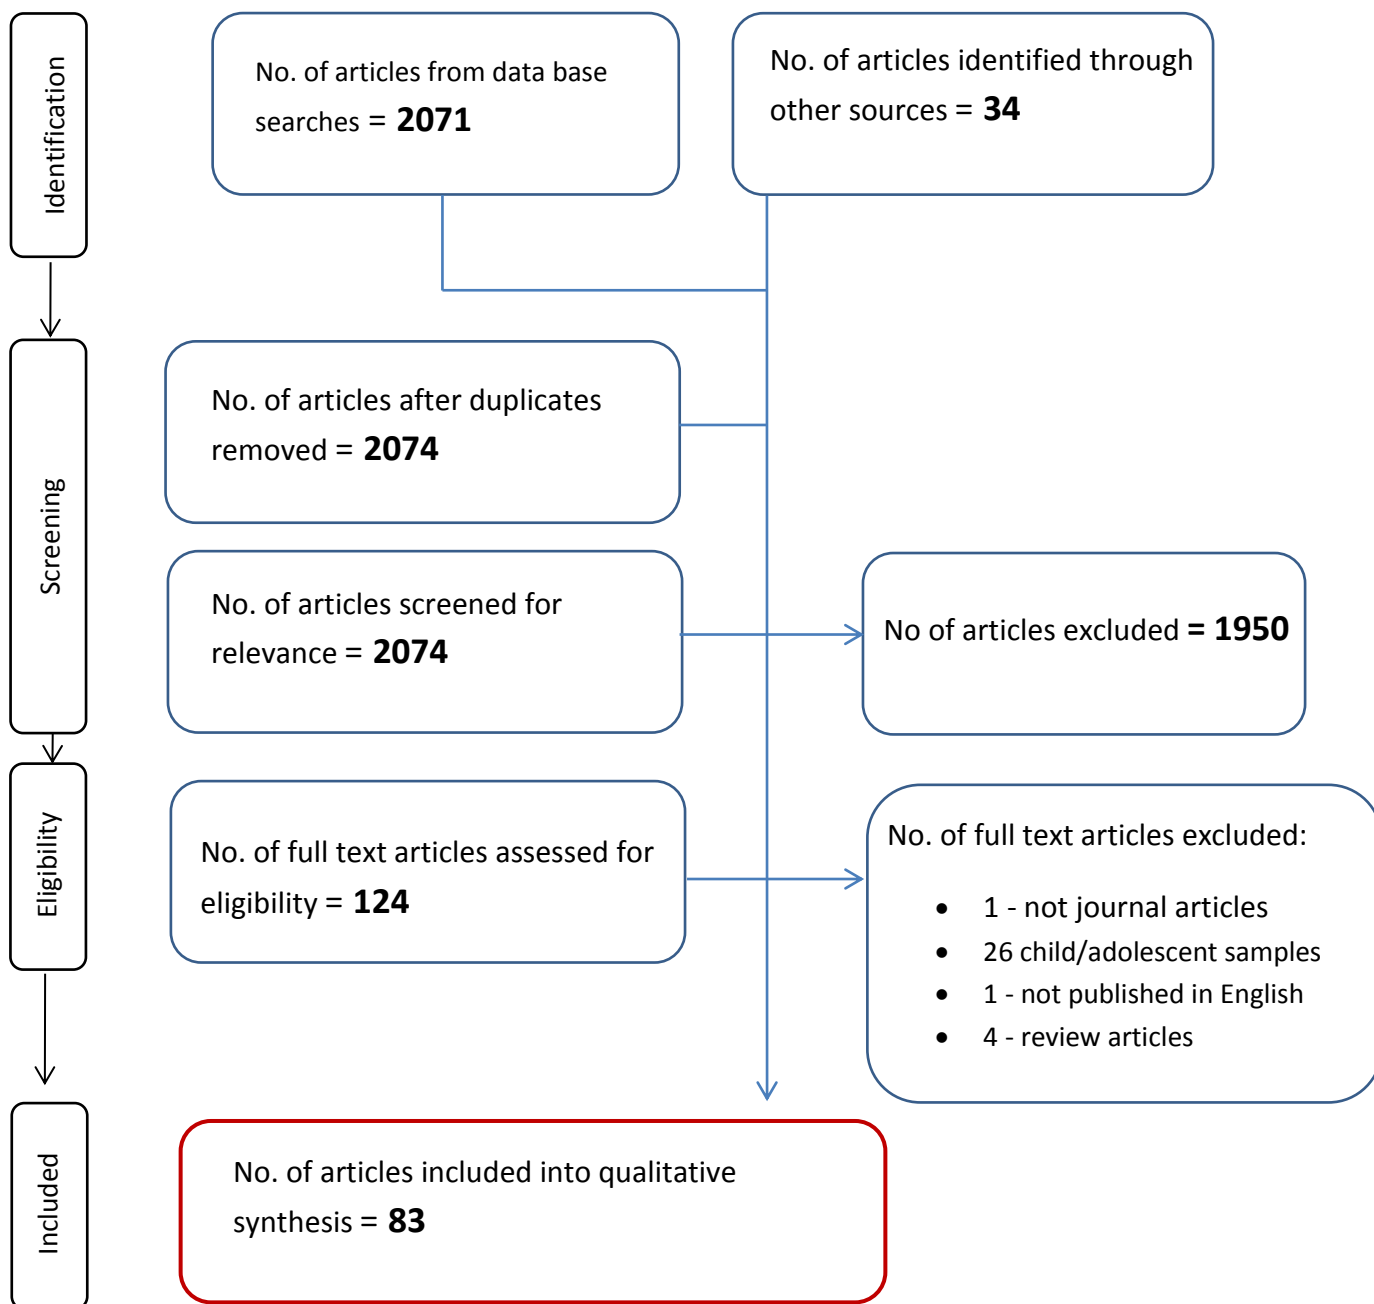 Identification
No. of articles from data base
searches = 2071
No. of articles identified through
other sources = 34
Screening
No. of articles after duplicates
removed = 2074
No. of articles screened for
relevance = 2074
No of articles excluded = 1950
Eligibility
No. of full text articles assessed for
eligibility = 124
No. of full text articles excluded:
• 1 - not journal articles
• 26 child/adolescent samples
• 1 - not published in English
• 4 - review articles
Included
No. of articles included into qualitative
synthesis = 83